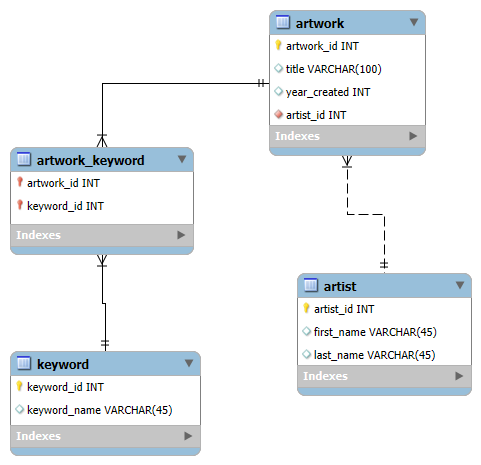 artwork
artwork_id INT
title VARCHAR(100)
year_created INT
artist_id INT
Indexes
artwork_keyword
artwork_id INT
keyword_id INT
Indexes
artist
artist_id INT
first_name VARCHAR(45)
last_name VARCHAR(45)
Indexes
keyword
keyword_id INT
keyword_name VARCHAR(45)
Indexes